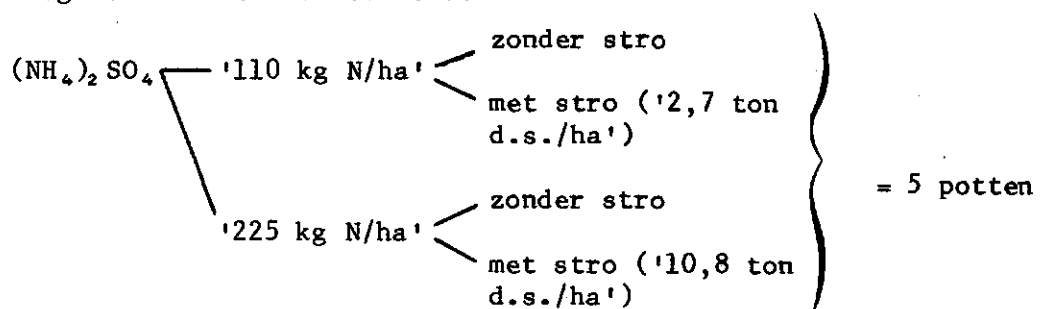 (NH₄)₂SO₄
'110 kg N/ha'
zonder stro
met stro ('2,7 ton
d.s./ha')
'225 kg N/ha'
zonder stro
met stro ('10,8 ton
d.s./ha')
= 5 potten